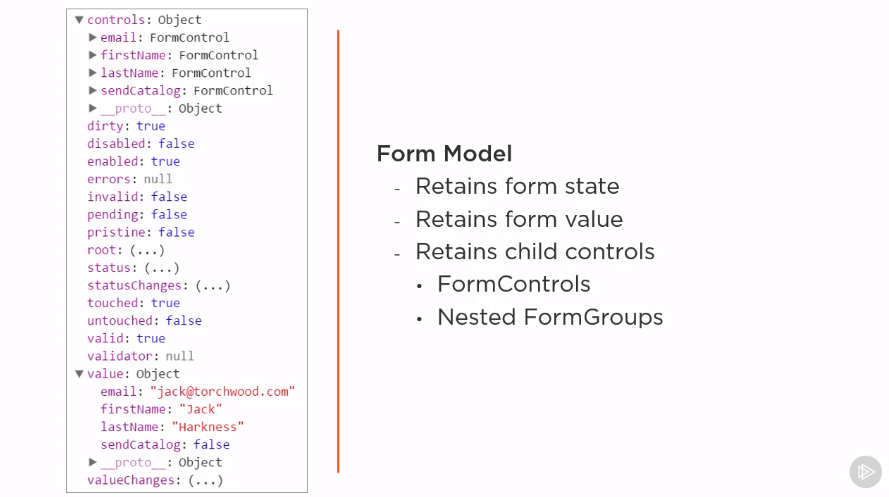 ▼ controls: Object
▶ email: FormControl
▶ firstName: FormControl
▶ lastName: FormControl
▶ sendCatalog: FormControl
▶ __proto__: Object
dirty: true
disabled: false
enabled: true
errors: null
invalid: false
pending: false
pristine: false
root: (...)
status: (...)
statusChanges: (...)
touched: true
untouched: false
valid: true
validator: null
▼ value: Object
email: "jack@torchwood.com"
firstName: "Jack"
lastName: "Harkness"
sendCatalog: false
▶ __proto__: Object
valueChanges: (...)
Form Model
- Retains form state
- Retains form value
- Retains child controls
• FormControls
• Nested FormGroups